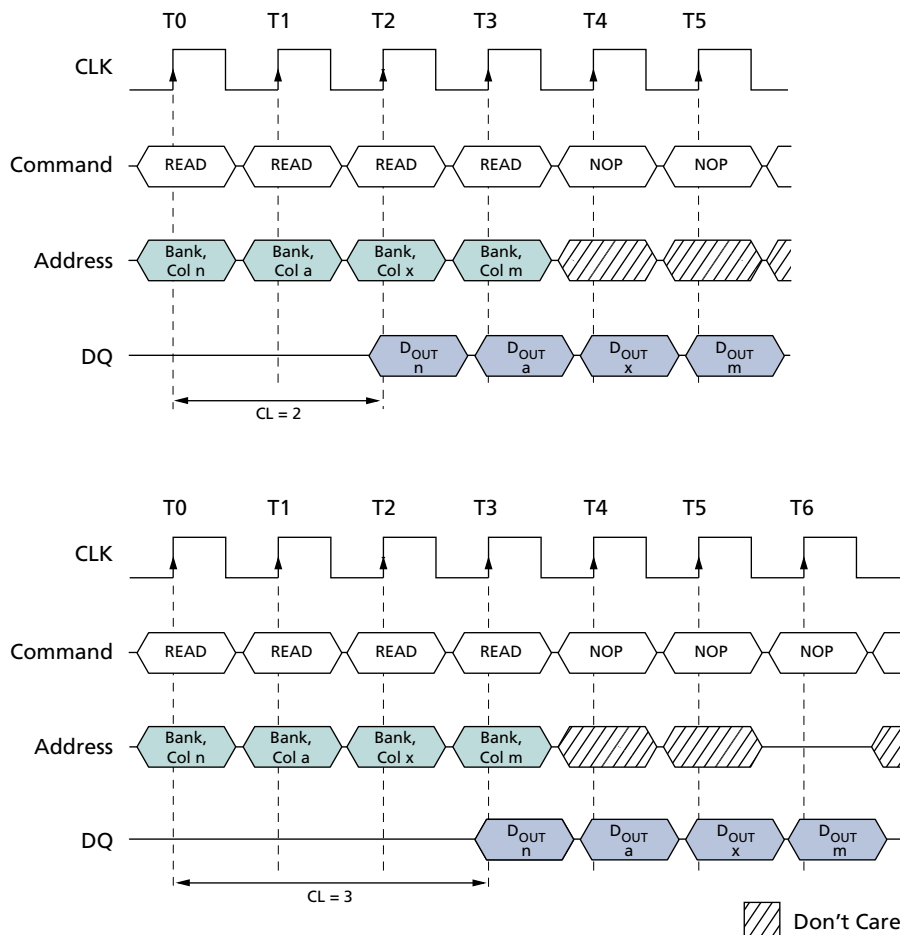 T0 T1 T2 T3 T4 T5
CLK
Command READ READ READ READ NOP NOP
Address Bank, Col n Bank, Col a Bank, Col x Bank, Col m
DQ DOUT n DOUT a DOUT x DOUT m
CL = 2
T0 T1 T2 T3 T4 T5 T6
CLK
Command READ READ READ READ NOP NOP NOP
Address Bank, Col n Bank, Col a Bank, Col x Bank, Col m
DQ DOUT n DOUT a DOUT x DOUT m
CL = 3
Don't Care